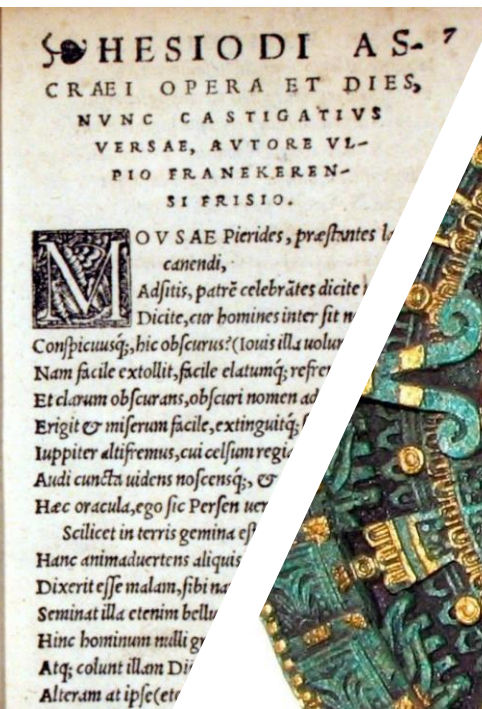 HESIODI AS- 7
CRAEI OPERA ET DIES,
NVNC CASTIGATIVS
VERSAE, AVTORE VL-
PIO FRANEKEREN-
SI FRISIO.
MOVSAE Pierides, præstantes
canendi,
Adsitis, patrē celebrātes dicite
Dicite, cur homines inter sit
Conſpicuusq́;, hic obſcurus? (Iouis illa
Nam facile extollit, facile elatumq́;
Et clarum obſcurans, obſcuri nomen
Erigit & miſerum facile, extinguitq́;
Iuppiter altifremus, cui celſum
Audi cuncta uidens noſcensq́;, &
Hæc oracula, ego ſic Perſen
Scilicet in terris gemina
Hanc animaduertens aliquis
Dixerit eſſe malam, ſibi
Seminat illa etenim
Hinc hominum nulli
Atq; colunt illam
Alteram at ipſe